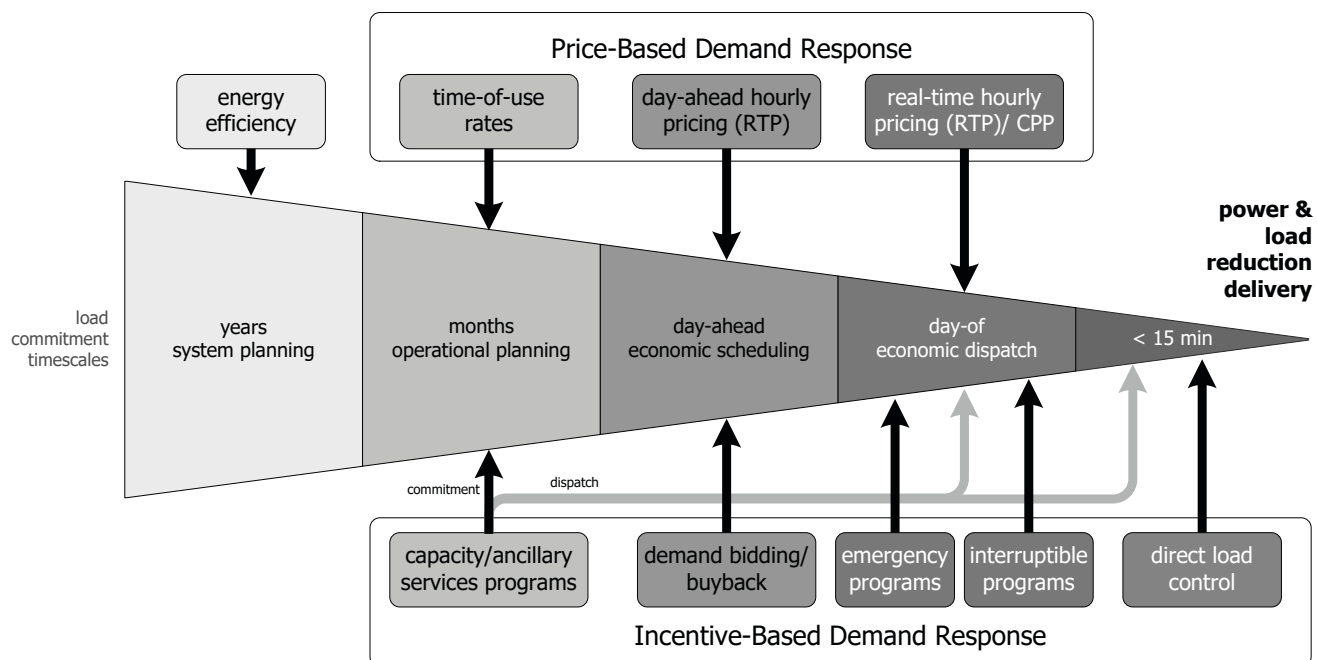 Price-Based Demand Response
energy
efficiency
time-of-use
rates
day-ahead hourly
pricing (RTP)
real-time hourly
pricing (RTP)/ CPP
power &
load
reduction
delivery
load
commitment
timescales
years
system planning
months
operational planning
day-ahead
economic scheduling
day-of
economic dispatch
< 15 min
commitment
dispatch
capacity/ancillary
services programs
demand bidding/
buyback
emergency
programs
interruptible
programs
direct load
control
Incentive-Based Demand Response